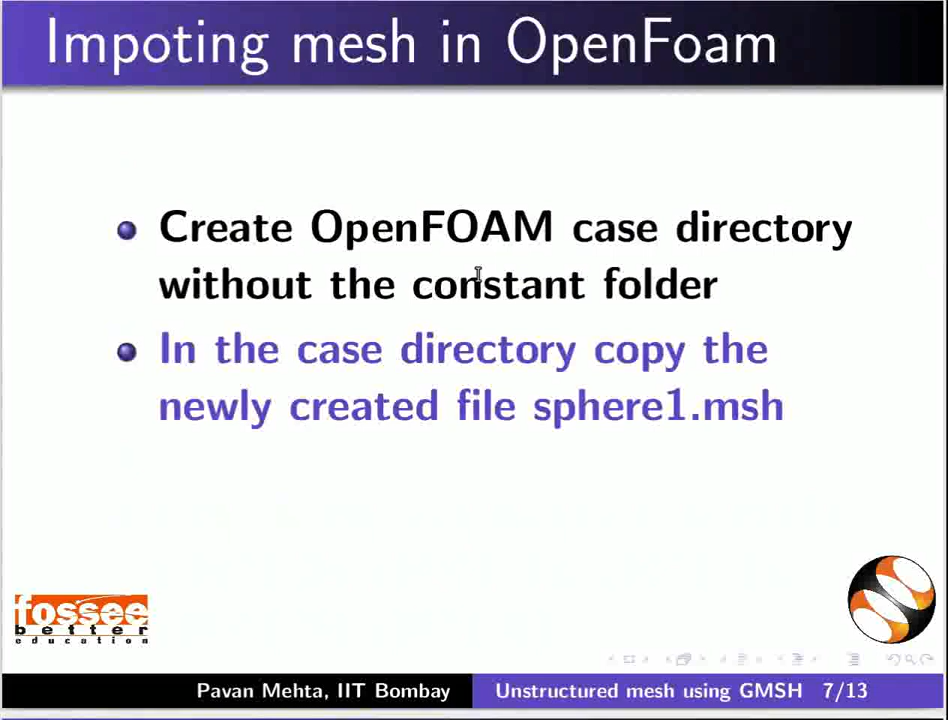 Impoting mesh in OpenFoam
Create OpenFOAM case directory
without the constant folder
In the case directory copy the
newly created file sphere1.msh
fossee
better
education
Pavan Mehta, IIT Bombay
Unstructured mesh using GMSH 7/13